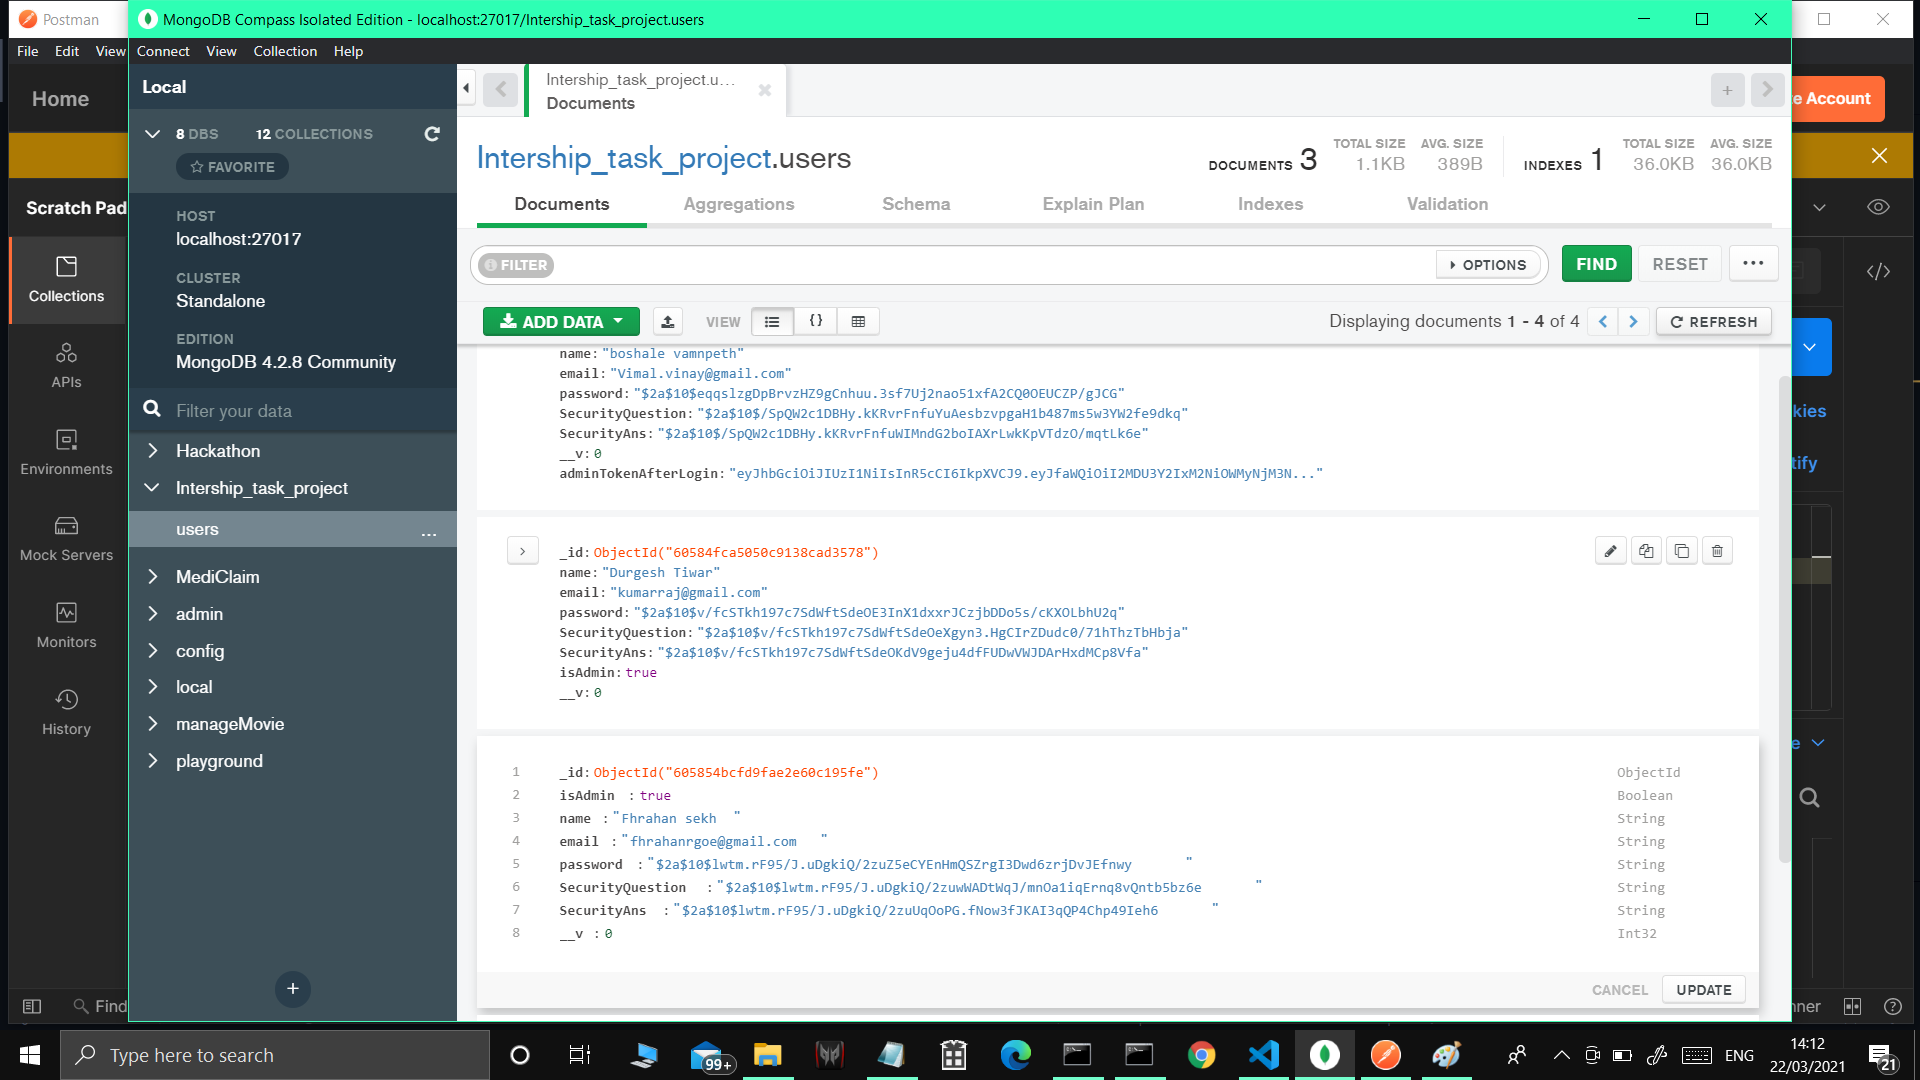 Postman
MongoDB Compass Isolated Edition - localhost:27017/Intership_task_project.users
File Edit View
Connect View Collection Help
Home
Local
Intership_task_project.u...
Documents
Account
8 DBS 12 COLLECTIONS
FAVORITE
Intership_task_project.users
DOCUMENTS 3
TOTAL SIZE 1.1KB
AVG. SIZE 389B
INDEXES 1
TOTAL SIZE 36.0KB
AVG. SIZE 36.0KB
Scratch Pad
HOST
localhost:27017
Documents Aggregations Schema Explain Plan Indexes Validation
CLUSTER
Standalone
FILTER OPTIONS FIND RESET ...
Collections
EDITION
MongoDB 4.2.8 Community
ADD DATA VIEW { } Displaying documents 1 - 4 of 4 REFRESH
APIs
Filter your data
Environments
Mock Servers
Monitors
History
Hackathon
Intership_task_project
users ...
MediClaim
admin
config
local
manageMovie
playground
+
name: "boshale vamnpeth"
email: "Vimal.vinay@gmail.com"
password: "$2a$10$eqqslzgDpBrvzHZ9gCnhuu.3sf7Uj2nao51xfA2CQ0OEUCZP/gJCG"
SecurityQuestion: "$2a$10$/SpQW2c1DBHy.kKRvrFnfuYuAesbzvpgaH1b487ms5w3YW2fe9dkq"
SecurityAns: "$2a$10$/SpQW2c1DBHy.kKRvrFnfuWIMndG2boIAXrLwkKpVTdzO/mqtLk6e"
__v: 0
adminTokenAfterLogin: "eyJhbGciOiJIUzI1NiIsInR5cCI6IkpXVCJ9.eyJfaWQiOiI2MDU3Y2IxM2NiOWMyNjM3N..."
_id: ObjectId("60584fca5050c9138cad3578")
name: "Durgesh Tiwar"
email: "kumarraj@gmail.com"
password: "$2a$10$v/fcSTkh197c7SdWftSdeOE3InX1dxxrJCzjbDDo5s/cKXOLbhU2q"
SecurityQuestion: "$2a$10$v/fcSTkh197c7SdWftSdeOeXgyn3.HgCIrZDudc0/71hThzTbHbja"
SecurityAns: "$2a$10$v/fcSTkh197c7SdWftSdeOKdV9geju4dfFUDwVWJDArHxdMCp8Vfa"
isAdmin: true
__v: 0
1 _id: ObjectId("605854bcfd9fae2e60c195fe") ObjectId
2 isAdmin : true Boolean
3 name : "Fhrahan sekh " String
4 email : "fhrahanrgoe@gmail.com " String
5 password : "$2a$10$lwtm.rF95/J.uDgkiQ/2zuZ5eCYEnHmQSZrgI3Dwd6zrjDvJEfnwy " String
6 SecurityQuestion : "$2a$10$lwtm.rF95/J.uDgkiQ/2zuwWADtWqJ/mnOa1iqErnq8vQntb5bz6e " String
7 SecurityAns : "$2a$10$lwtm.rF95/J.uDgkiQ/2zuUqOoPG.fNow3fJKAI3qQP4Chp49Ieh6 " String
8 __v : 0 Int32
CANCEL UPDATE
Find
Type here to search
99+
ENG
14:12
22/03/2021
21